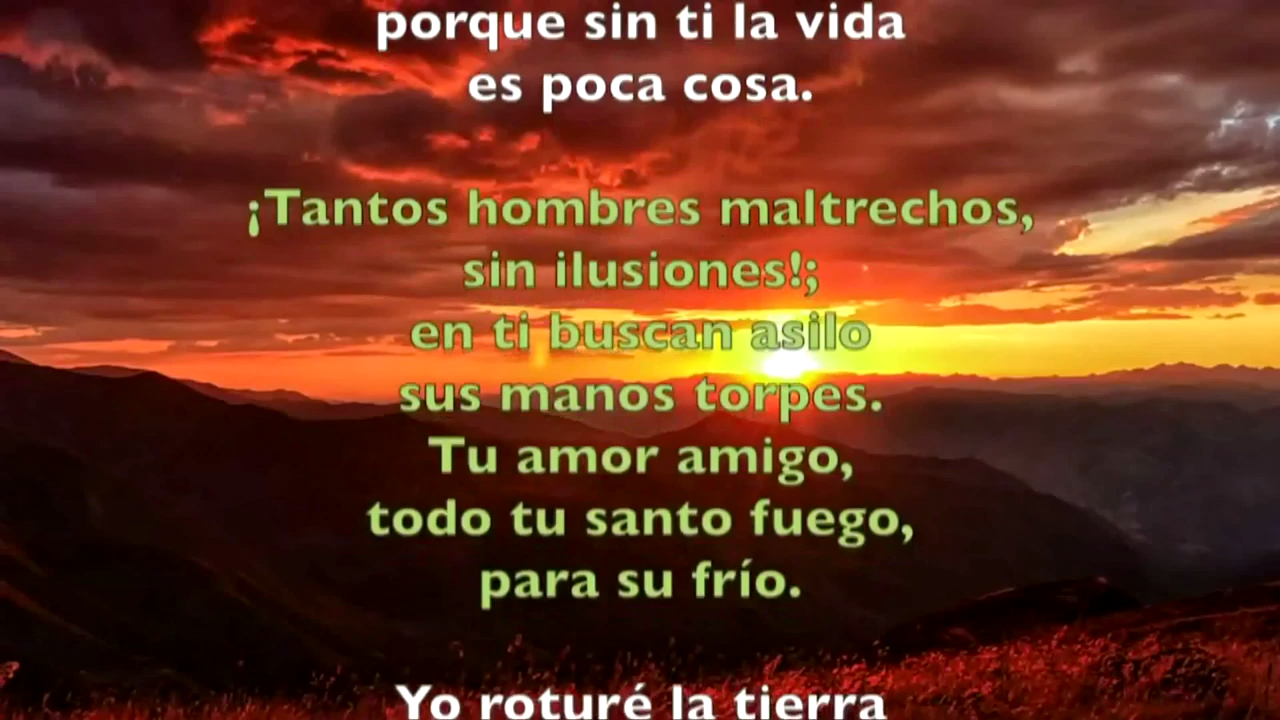 porque sin ti la vida
es poca cosa.
¡Tantos hombres maltrechos,
sin ilusiones!;
en ti buscan asilo
sus manos torpes.
Tu amor amigo,
todo tu santo fuego,
para su frío.
Yo roturé la tierra